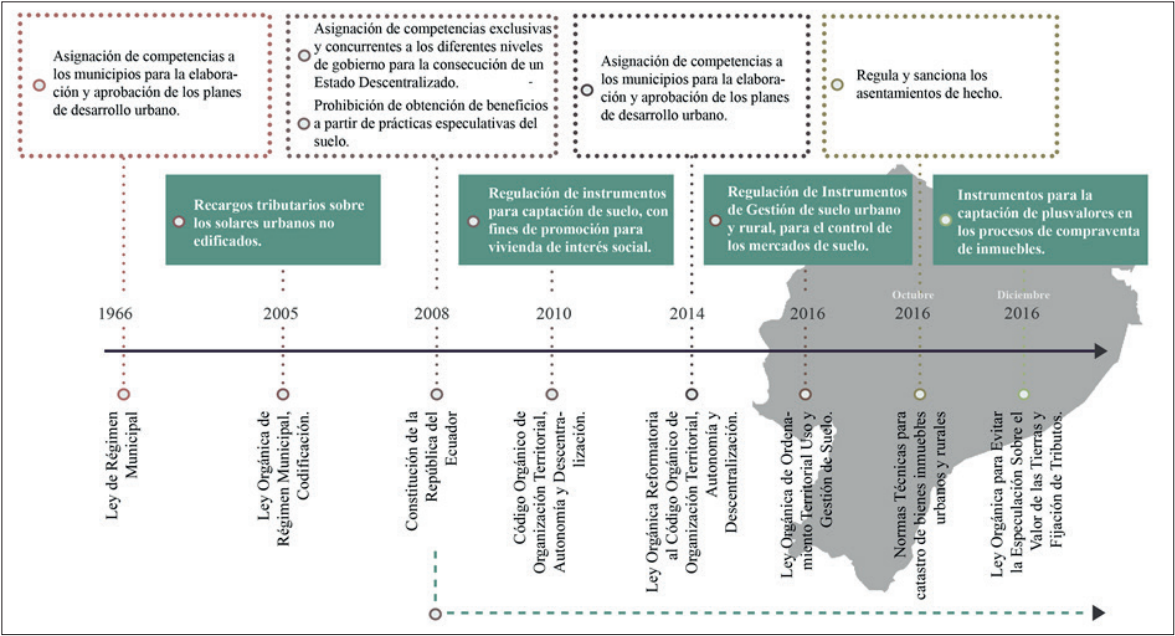 Asignación de competencias a
los municipios para la elabora-
ción y aprobación de los planes
de desarrollo urbano.
Asignación de competencias exclusivas
y concurrentes a los diferentes niveles
de gobierno para la consecución de un
Estado Descentralizado.
Prohibición de obtención de beneficios
a partir de prácticas especulativas del
suelo.
Asignación de competencias a
los municipios para la elabora-
ción y aprobación de los planes
de desarrollo urbano.
Regula y sanciona los
asentamientos de hecho.
Recargos tributarios sobre
los solares urbanos no
edificados.
Regulación de instrumentos
para captación de suelo, con
fines de promoción para
vivienda de interés social.
Regulación de Instrumentos
de Gestión de suelo urbano
y rural, para el control de
los mercados de suelo.
Instrumentos para la
captación de plusvalores en
los procesos de compraventa
de inmuebles.
1966
2005
2008
2010
2014
2016
Octubre
2016
Diciembre
2016
Ley de Régimen
Municipal
Ley Orgánica de
Régimen Municipal,
Codificación.
Constitución de la
República del
Ecuador
Código Orgánico de
Organización Territorial,
Autonomía y Descentra-
lización.
Ley Orgánica Reformatoria
al Código Orgánico de
Organización Territorial,
Autonomía y
Descentralización.
Ley Orgánica de Ordena-
miento Territorial Uso y
Gestión de Suelo.
Normas Técnicas para
catastro de bienes inmuebles
urbanos y rurales
Ley Orgánica para Evitar
la Especulación Sobre el
Valor de las Tierras y
Fijación de Tributos.